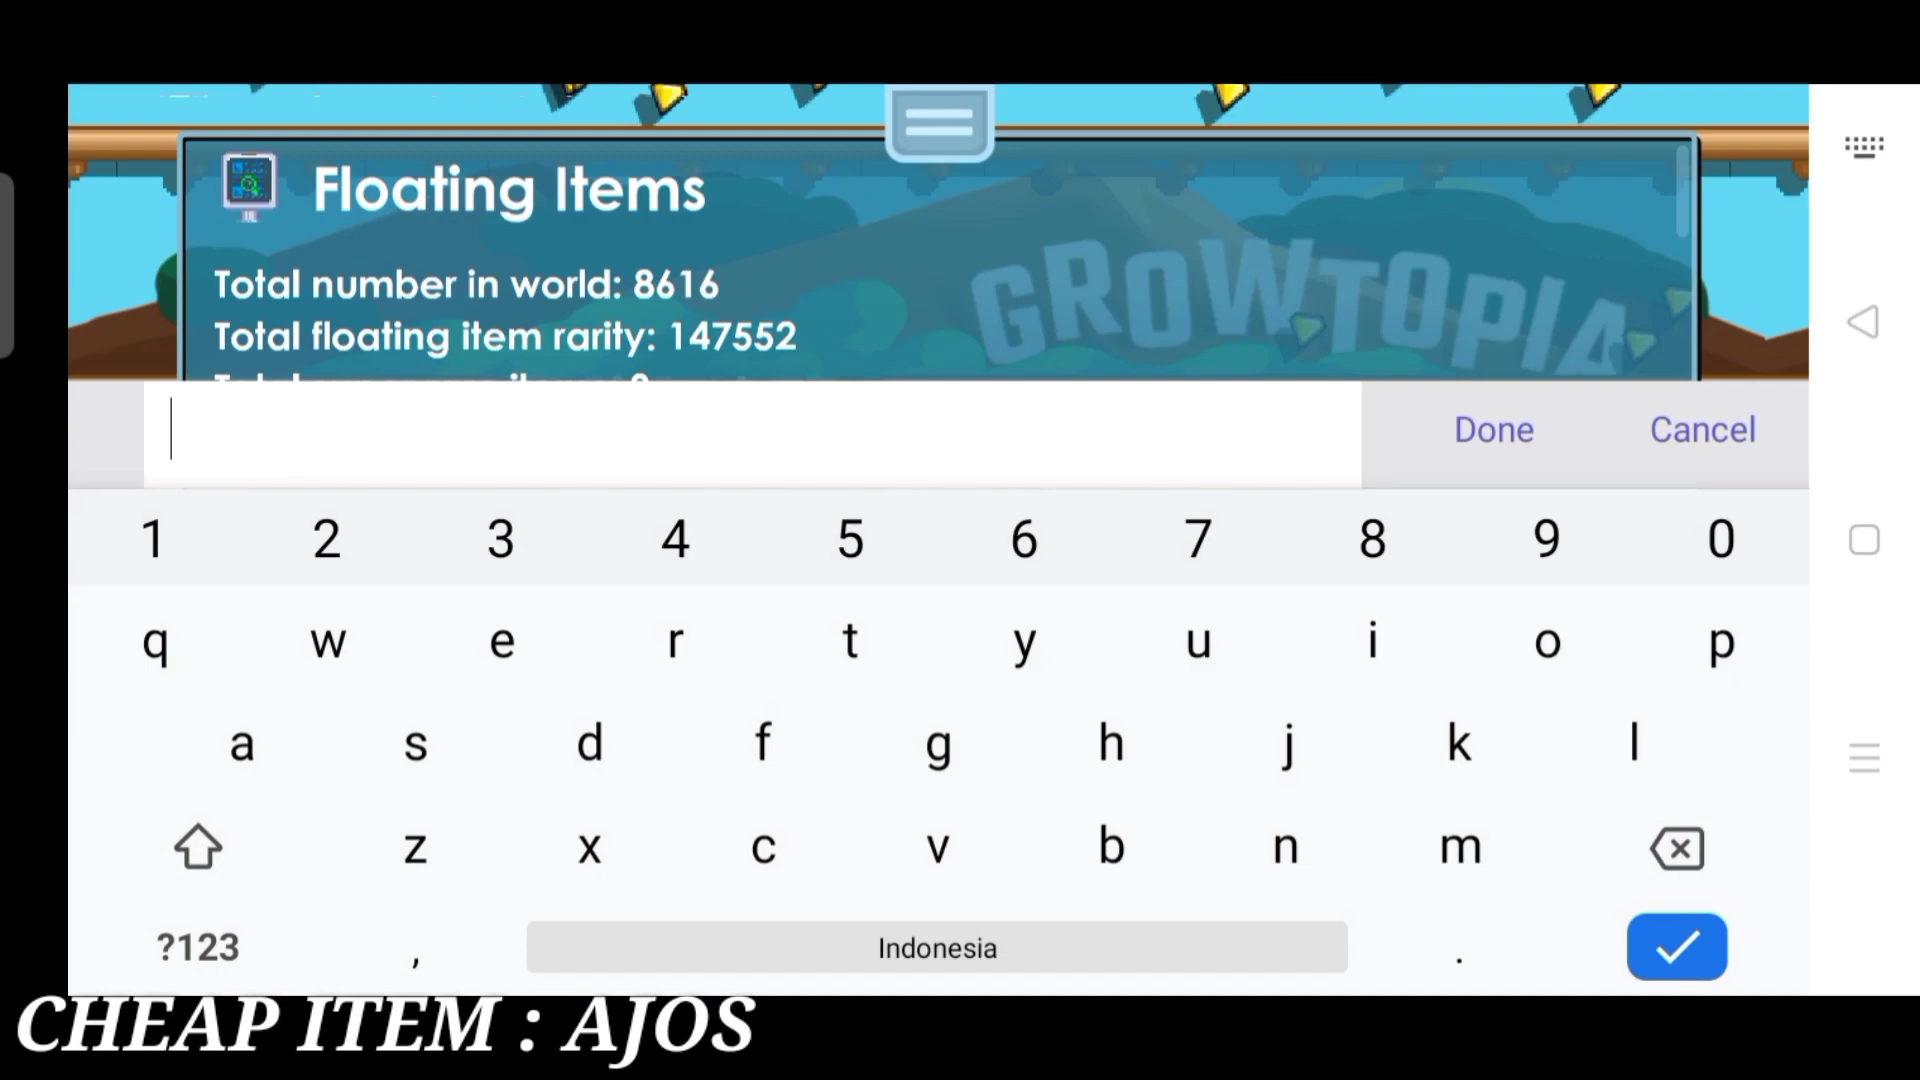 Floating Items
GROWTOPIA
Total number in world: 8616
Total floating item rarity: 147552
Done Cancel
1 2 3 4 5 6 7 8 9 0
q w e r t y u i o p
a s d f g h j k l
z x c v b n m
?123 , Indonesia .
CHEAP ITEM : AJOS